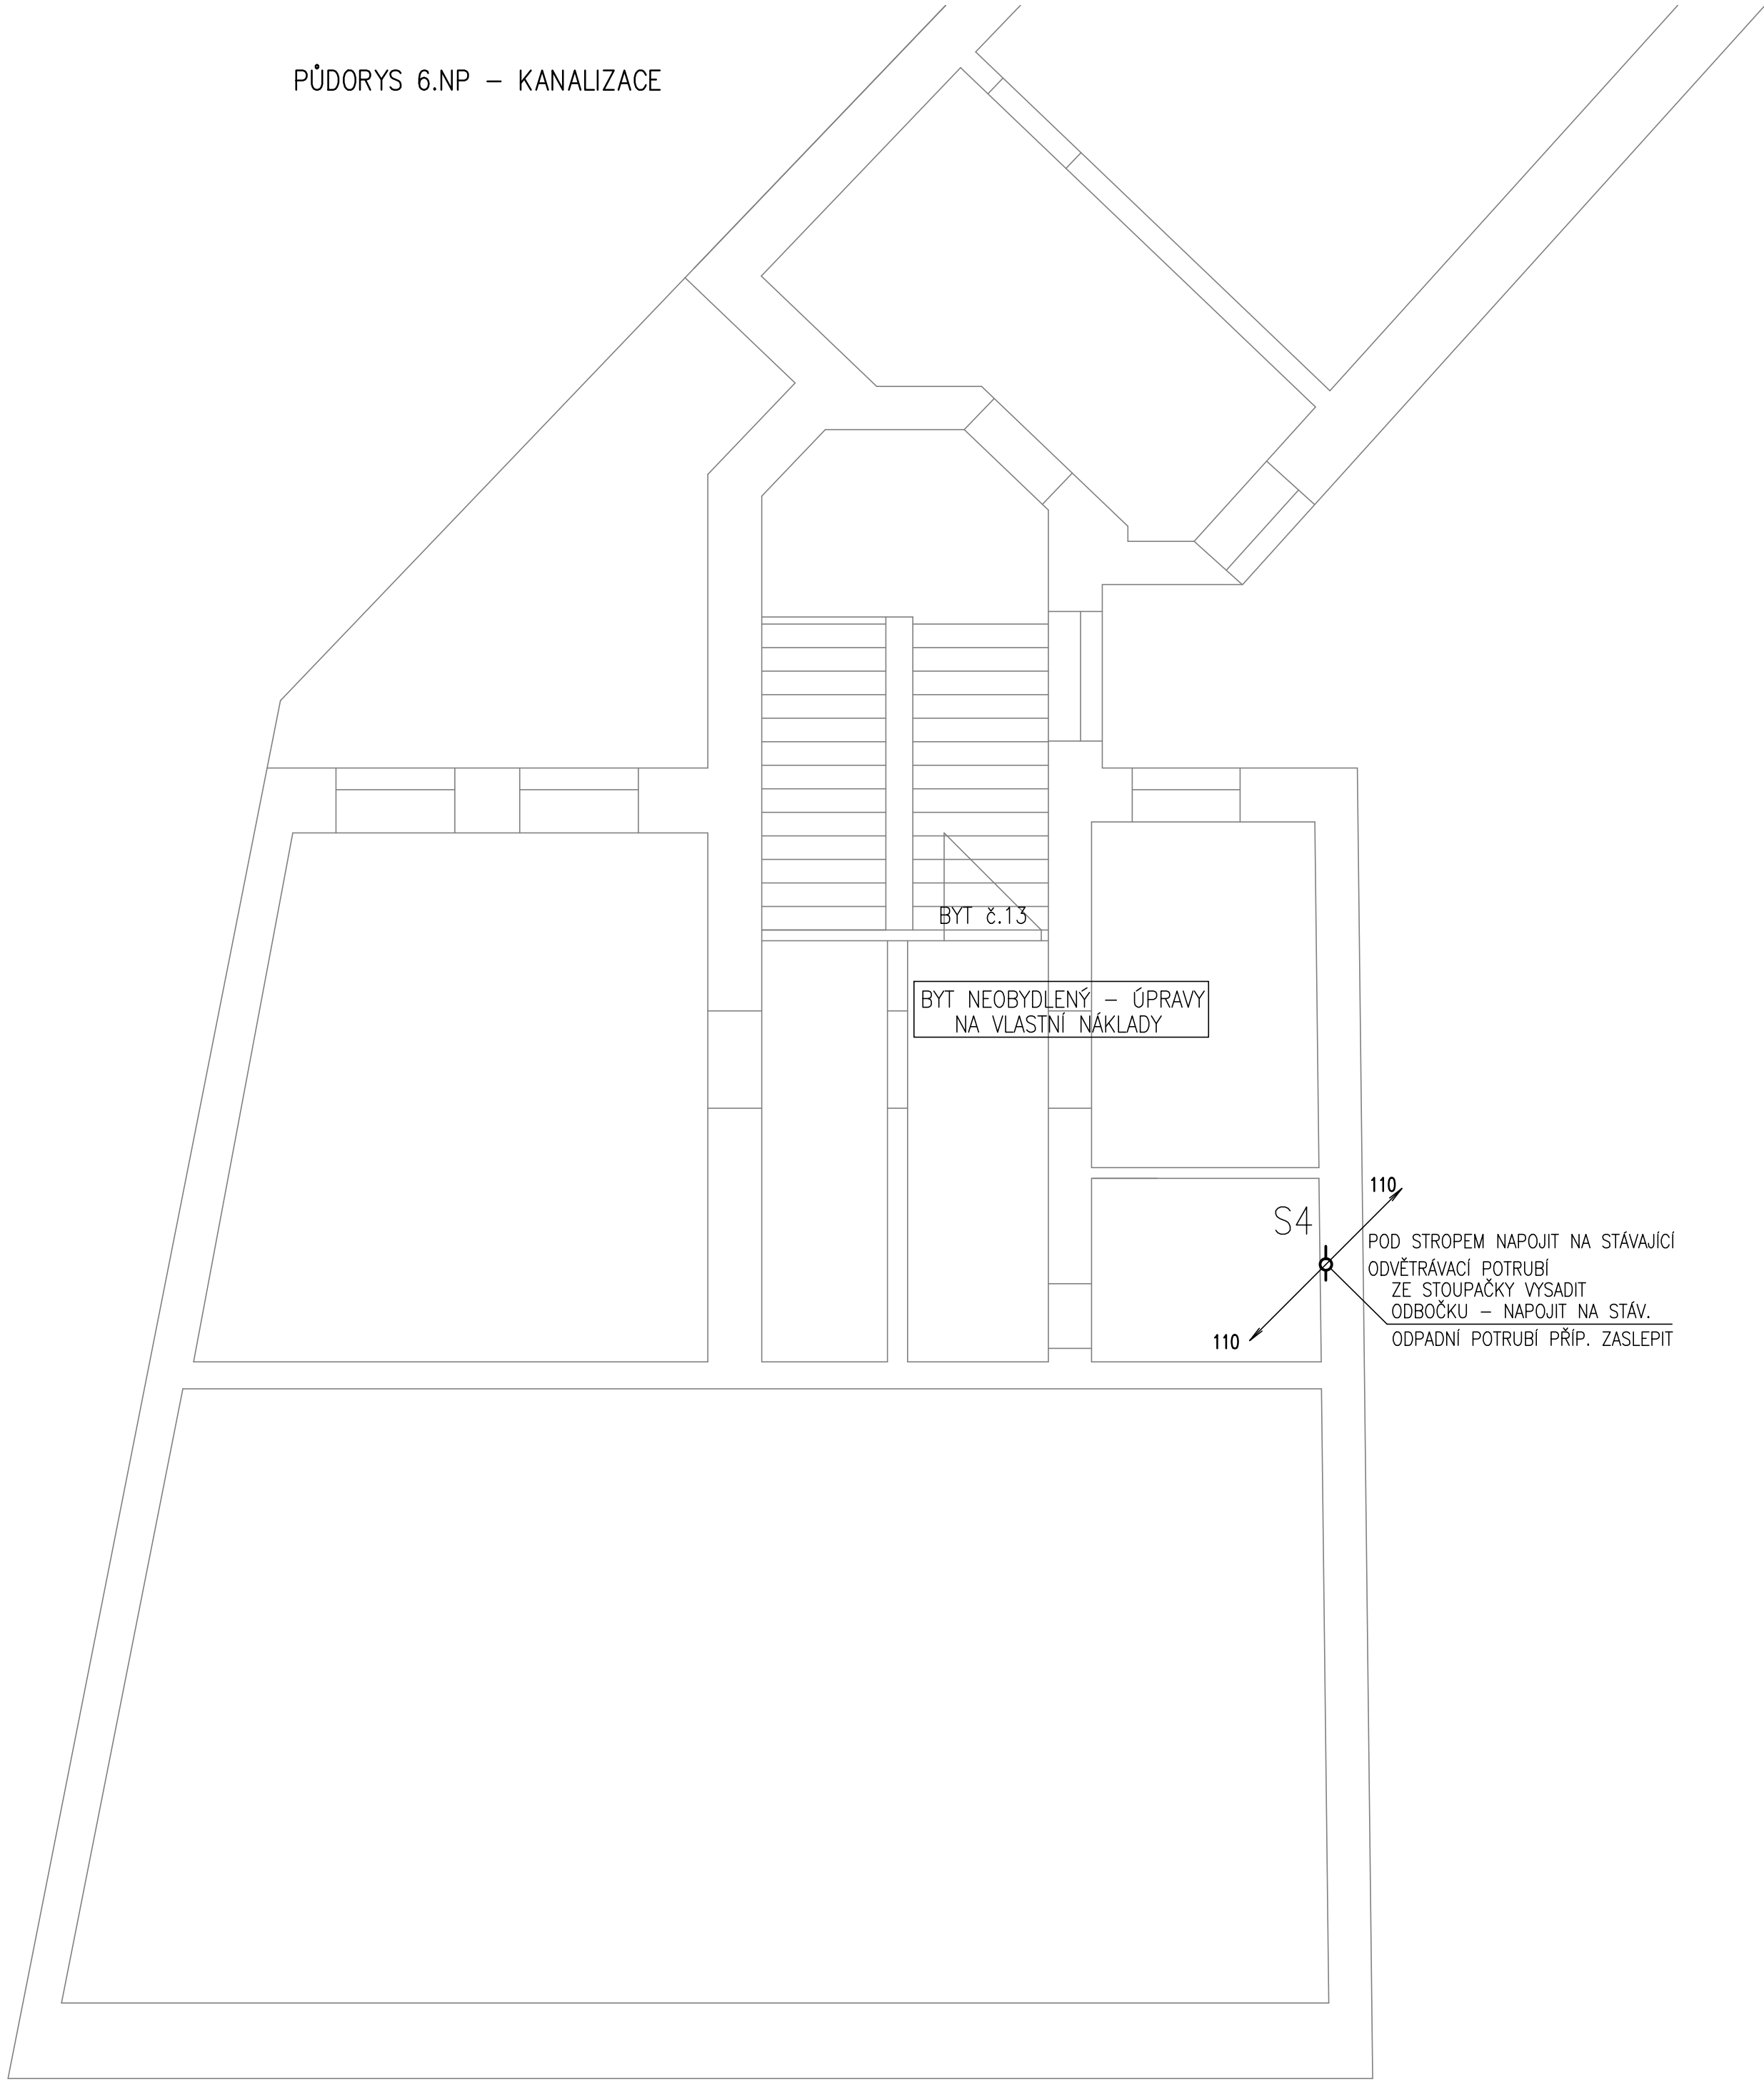 PŮDORYS 6.NP – KANALIZACE
BYT č.13
BYT NEOBYDLENÝ – ÚPRAVY
NA VLASTNÍ NÁKLADY
110
S4
POD STROPEM NAPOJIT NA STÁVAJÍCÍ
ODVĚTRÁVACÍ POTRUBÍ
ZE STOUPAČKY VYSADIT
ODBOČKU – NAPOJIT NA STÁV.
ODPADNÍ POTRUBÍ PŘÍP. ZASLEPIT
110